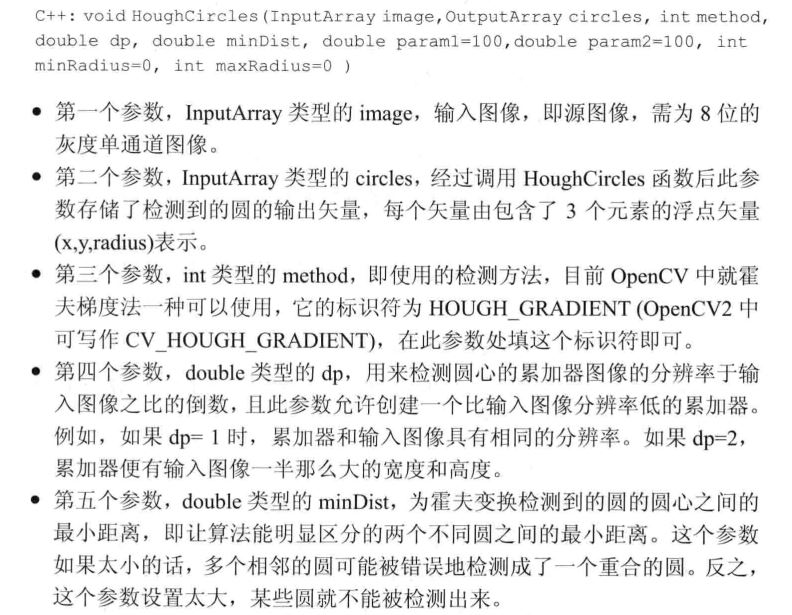 C++: void HoughCircles(InputArray image,OutputArray circles, int method,
double dp, double minDist, double param1=100,double param2=100, int
minRadius=0, int maxRadius=0 )
● 第一个参数，InputArray 类型的 image，输入图像，即源图像，需为 8 位的
灰度单通道图像。
● 第二个参数，InputArray 类型的 circles，经过调用 HoughCircles 函数后此参
数存储了检测到的圆的输出矢量，每个矢量由包含了 3 个元素的浮点矢量
(x,y,radius)表示。
● 第三个参数，int 类型的 method，即使用的检测方法，目前 OpenCV 中就霍
夫梯度法一种可以使用，它的标识符为 HOUGH_GRADIENT (OpenCV2 中
可写作 CV_HOUGH_GRADIENT)，在此参数处填这个标识符即可。
● 第四个参数，double 类型的 dp，用来检测圆心的累加器图像的分辨率于输
入图像之比的倒数，且此参数允许创建一个比输入图像分辨率低的累加器。
例如，如果 dp= 1 时，累加器和输入图像具有相同的分辨率。如果 dp=2，
累加器便有输入图像一半那么大的宽度和高度。
● 第五个参数，double 类型的 minDist，为霍夫变换检测到的圆的圆心之间的
最小距离，即让算法能明显区分的两个不同圆之间的最小距离。这个参数
如果太小的话，多个相邻的圆可能被错误地检测成了一个重合的圆。反之，
这个参数设置太大，某些圆就不能被检测出来。